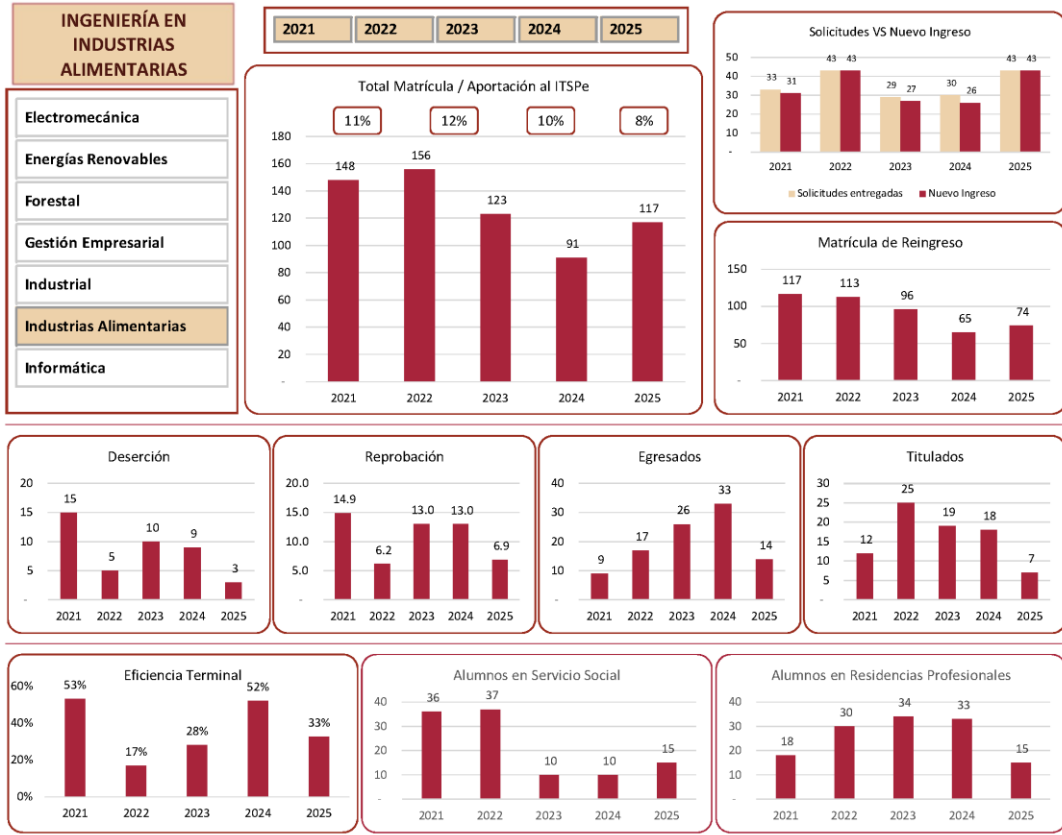 INGENIERÍA EN
INDUSTRIAS
ALIMENTARIAS
Electromecánica
Energías Renovables
Forestal
Gestión Empresarial
Industrial
Industrias Alimentarias
Informática
2021 2022 2023 2024 2025
Total Matrícula / Aportación al ITSPe
11% 12% 10% 8%
180
160
140
120
100
80
60
40
20
-
148 156 123 91 117
2021 2022 2023 2024 2025
Solicitudes VS Nuevo Ingreso
50
40
30
20
10
-
33 31 43 43 29 27 30 26 43 43
2021 2022 2023 2024 2025
Solicitudes entregadas Nuevo Ingreso
Matrícula de Reingreso
150
100
50
-
117 113 96 65 74
2021 2022 2023 2024 2025
Deserción
20
15
10
5
-
15 5 10 9 3
2021 2022 2023 2024 2025
Reprobación
20.0
15.0
10.0
5.0
-
14.9 6.2 13.0 13.0 6.9
2021 2022 2023 2024 2025
Egresados
40
30
20
10
-
9 17 26 33 14
2021 2022 2023 2024 2025
Titulados
30
25
20
15
10
5
-
12 25 19 18 7
2021 2022 2023 2024 2025
Eficiencia Terminal
60%
40%
20%
0%
53% 17% 28% 52% 33%
2021 2022 2023 2024 2025
Alumnos en Servicio Social
40
30
20
10
-
36 37 10 10 15
2021 2022 2023 2024 2025
Alumnos en Residencias Profesionales
40
30
20
10
-
18 30 34 33 15
2021 2022 2023 2024 2025